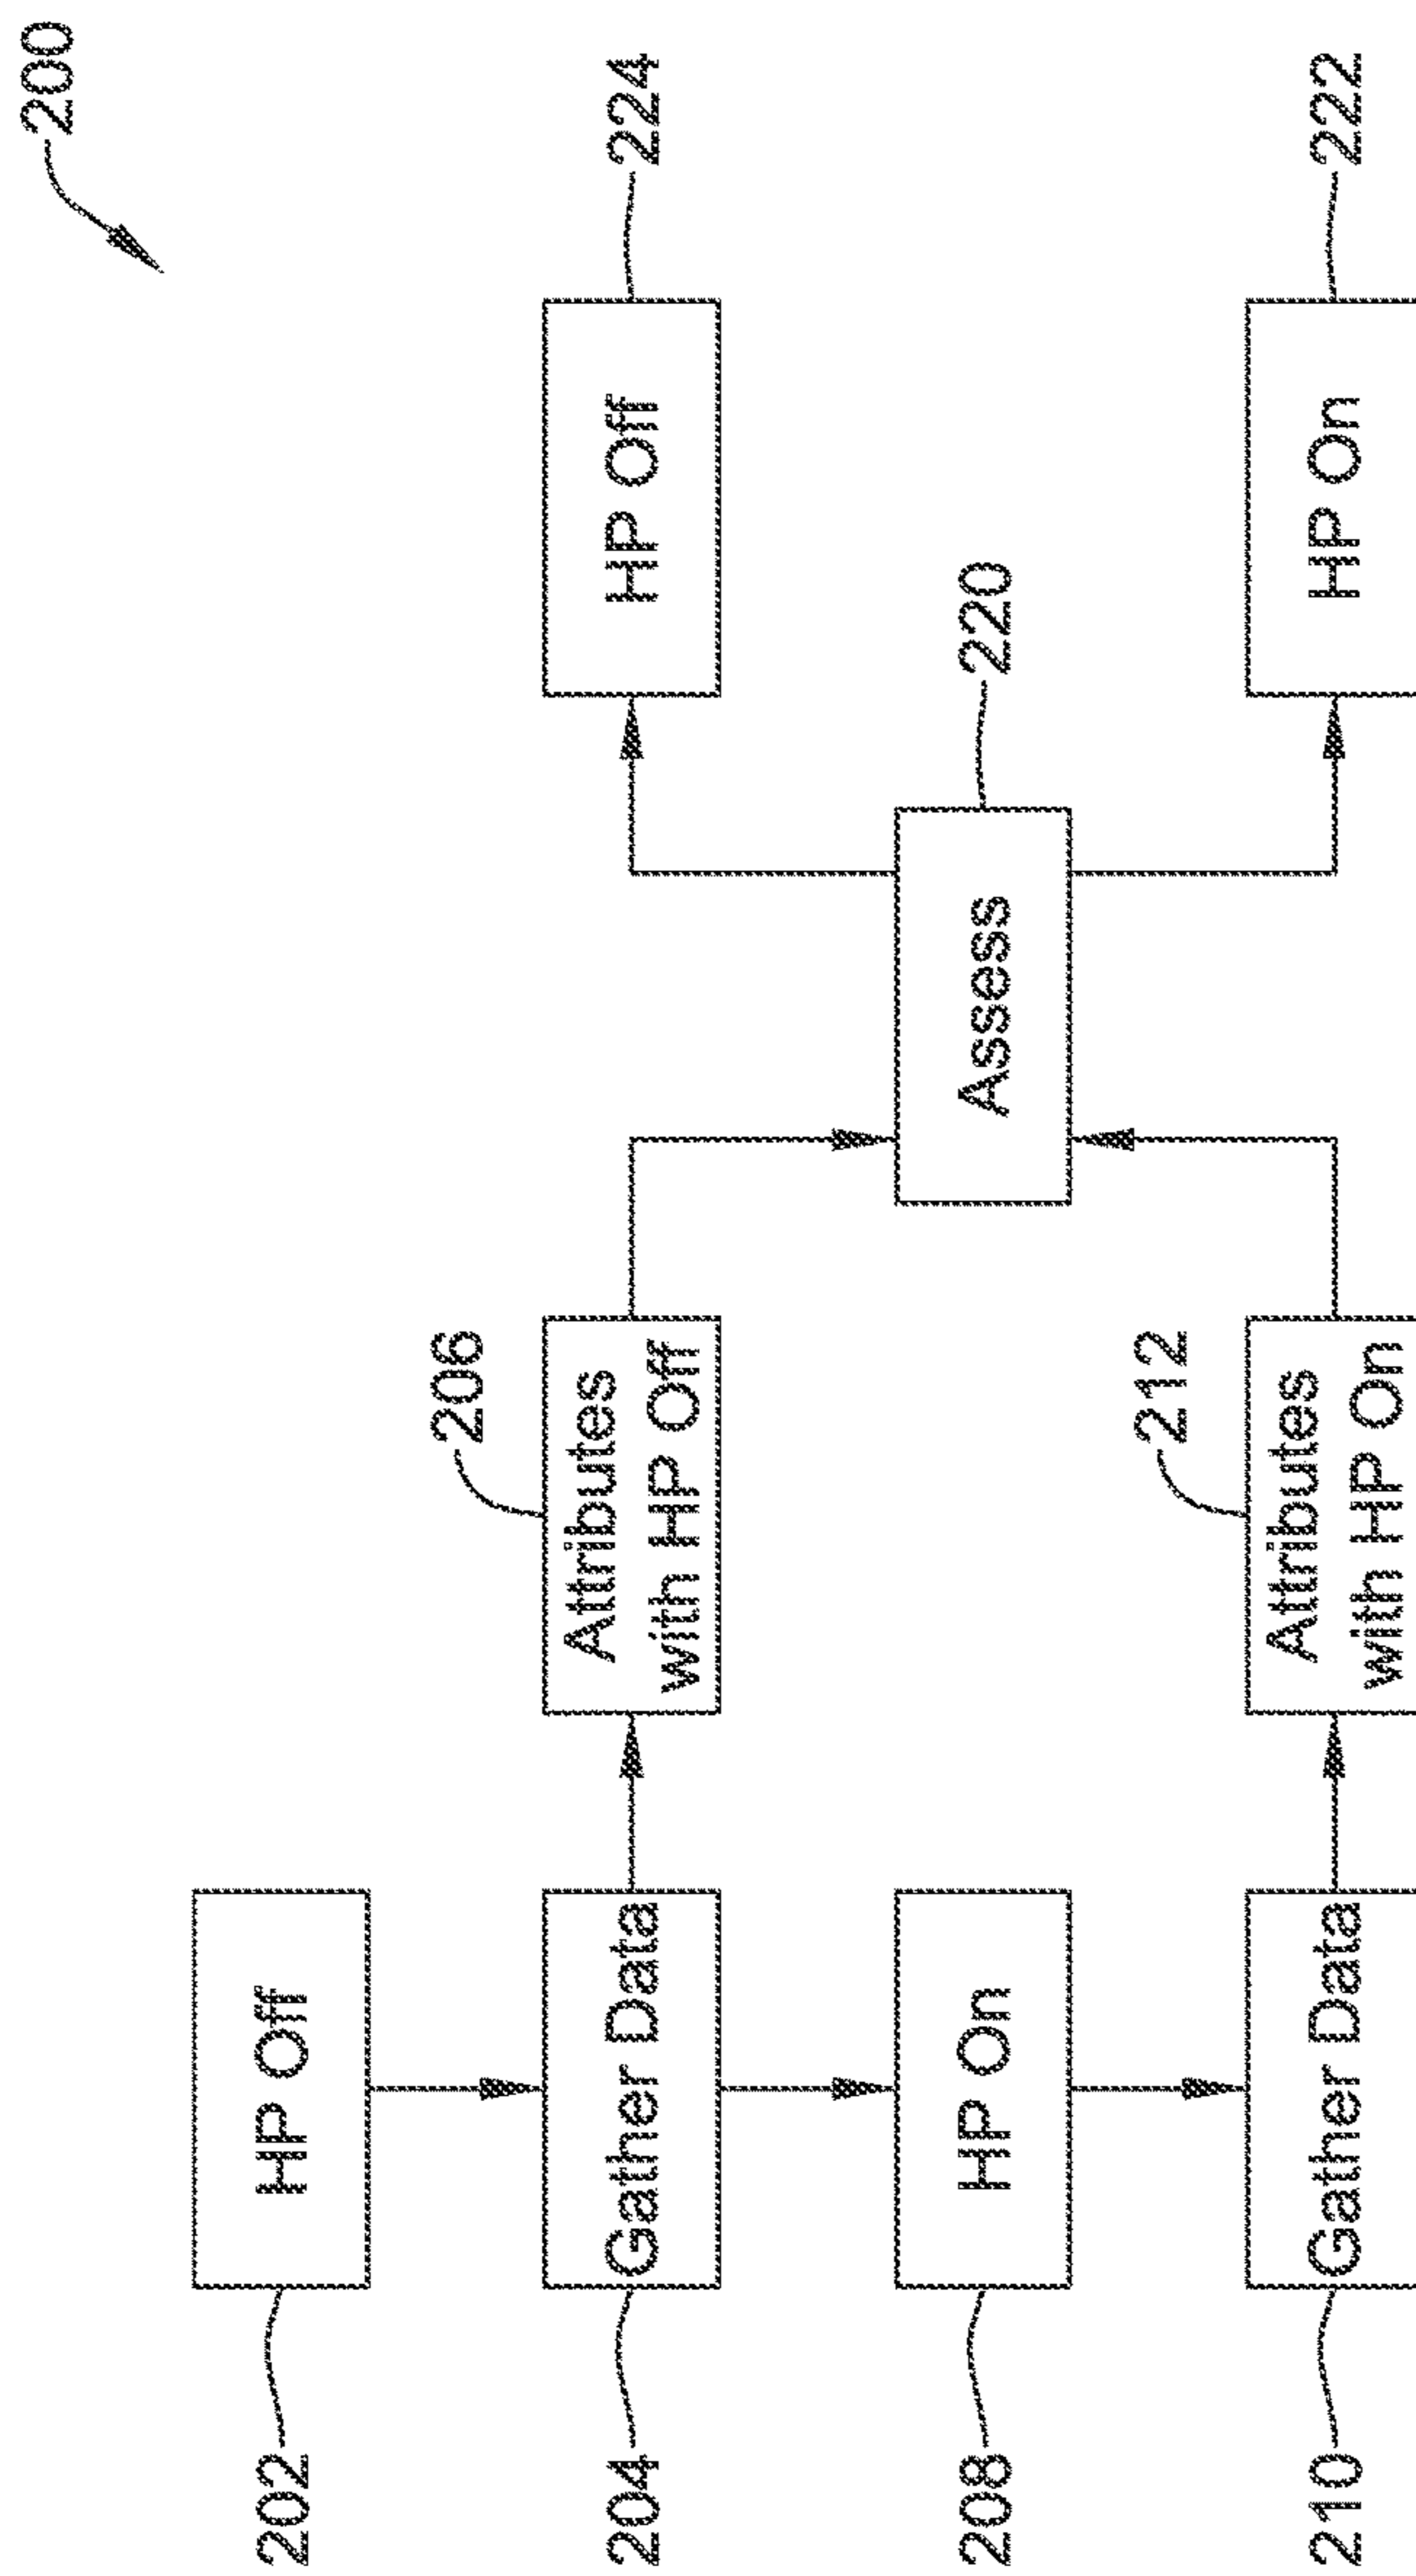 200
202
HP Off
204
Gather Data
206
Attributes
with HP Off
HP Off
224
208
HP On
Assess
220
210
Gather Data
212
Attributes
with HP On
HP On
222